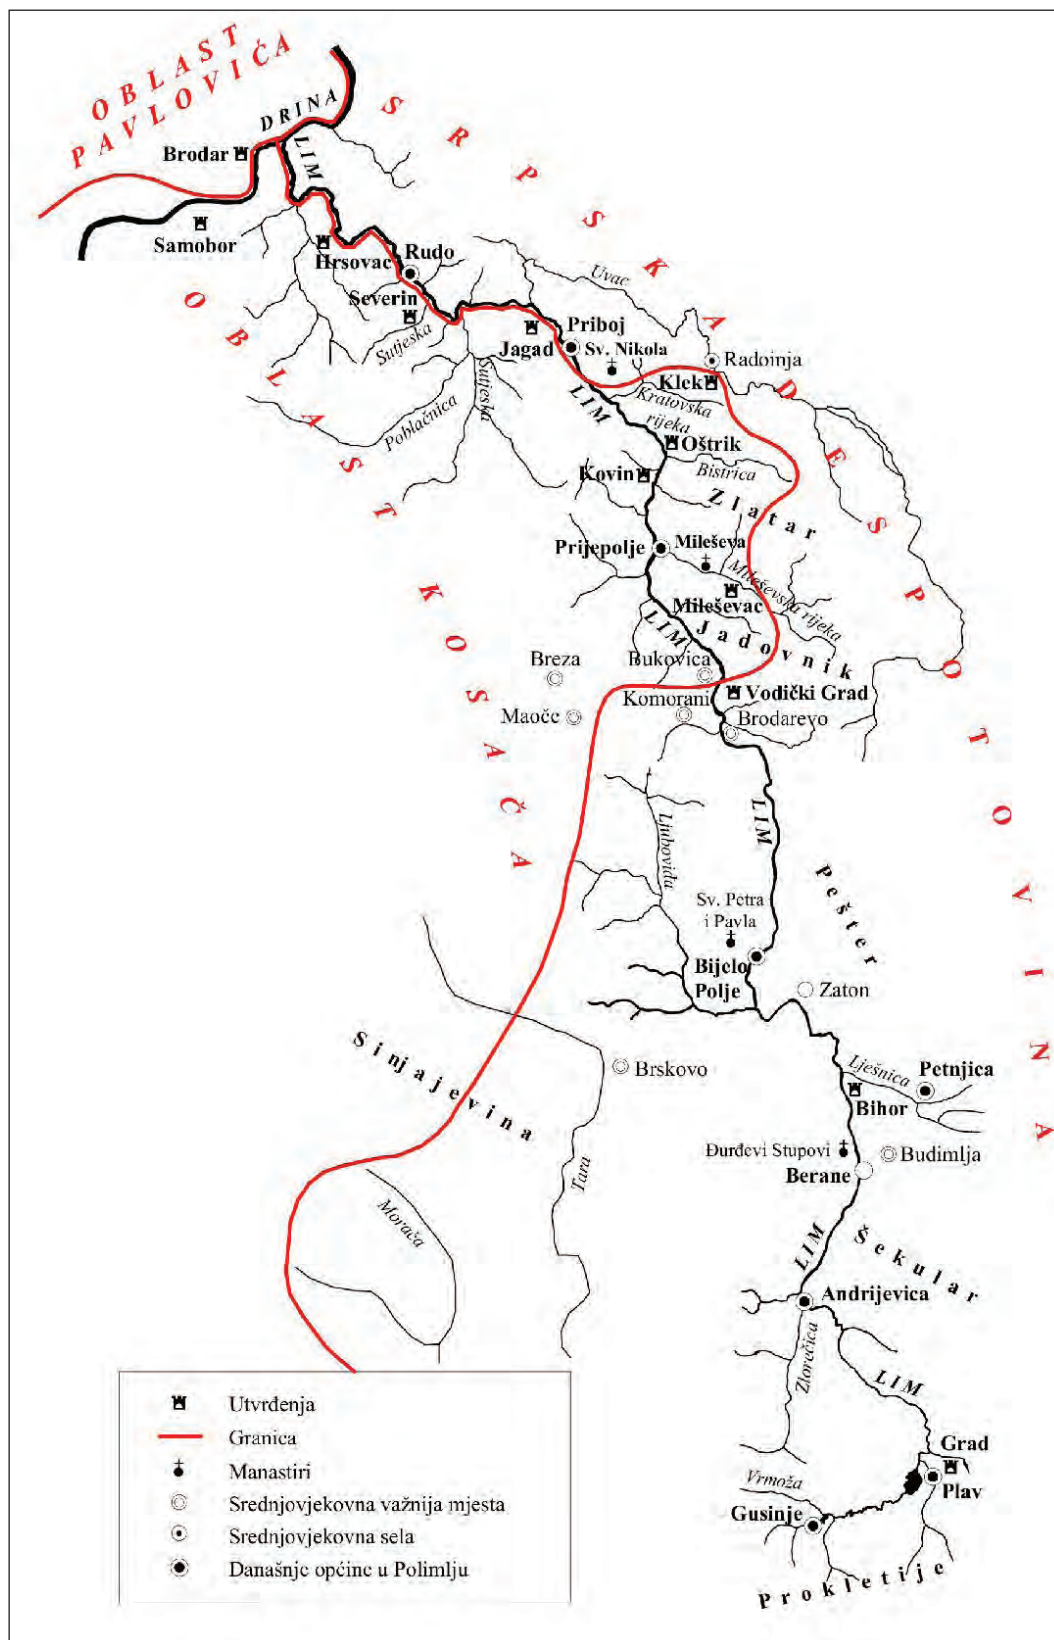 OBLAST
PAVLOVIĆA
SRPSKA DESPOTOVINA
OBLAST KOSAČA
DRINA
LIM
Brodar
Samobor
Hrsovac
Rudo
Severin
Sutjeska
Uvac
Priboj
Jagad
Sv. Nikola
Radoinja
Klek
Sutjeska
Poblačnica
LIM
Kratovska
rijeka
Oštrik
Kovin
Bistrica
Zlatar
Prijepolje
Mileševa
Mileševska rijeka
Mileševac
LIM
Jadovnik
Breza
Bukovica
Vodički Grad
Komorani
Maoče
Brodarevo
LIM
Ljuboviđa
Pešter
Sv. Petra
i Pavla
Bijelo
Polje
Zaton
Sinjajevina
Brskovo
Lješnica
Petnjica
Bihor
Đurđevi Stupovi
Budimlja
Berane
Tara
Morača
LIM
Šekular
Andrijevica
Zlorečica
LIM
Grad
Vrmoža
Plav
Gusinje
Prokletije
Utvrđenja
Granica
Manastiri
Srednjovjekovna važnija mjesta
Srednjovjekovna sela
Današnje općine u Polimlju